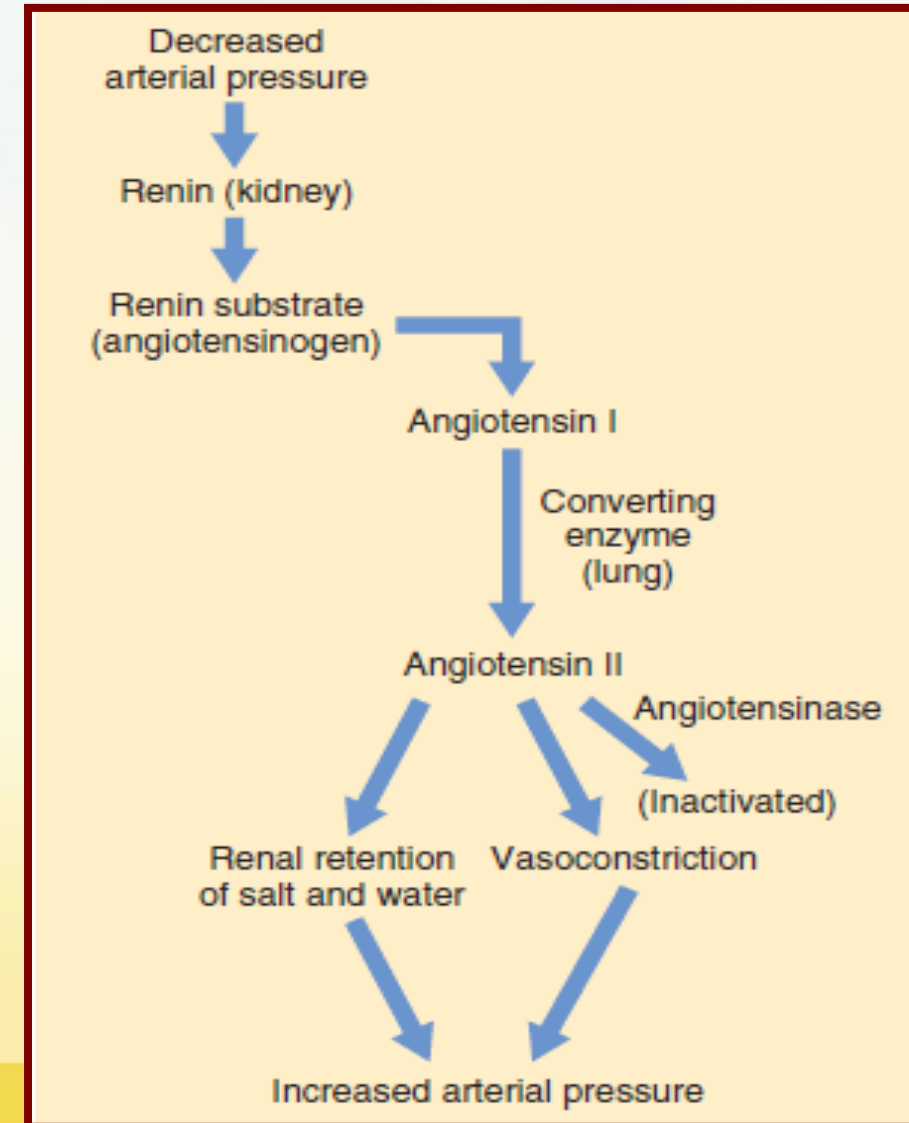 Decreased
arterial pressure
Renin (kidney)
Renin substrate
(angiotensinogen)
Angiotensin I
Converting
enzyme
(lung)
Angiotensin II
Angiotensinase
(Inactivated)
Renal retention
of salt and water
Vasoconstriction
Increased arterial pressure